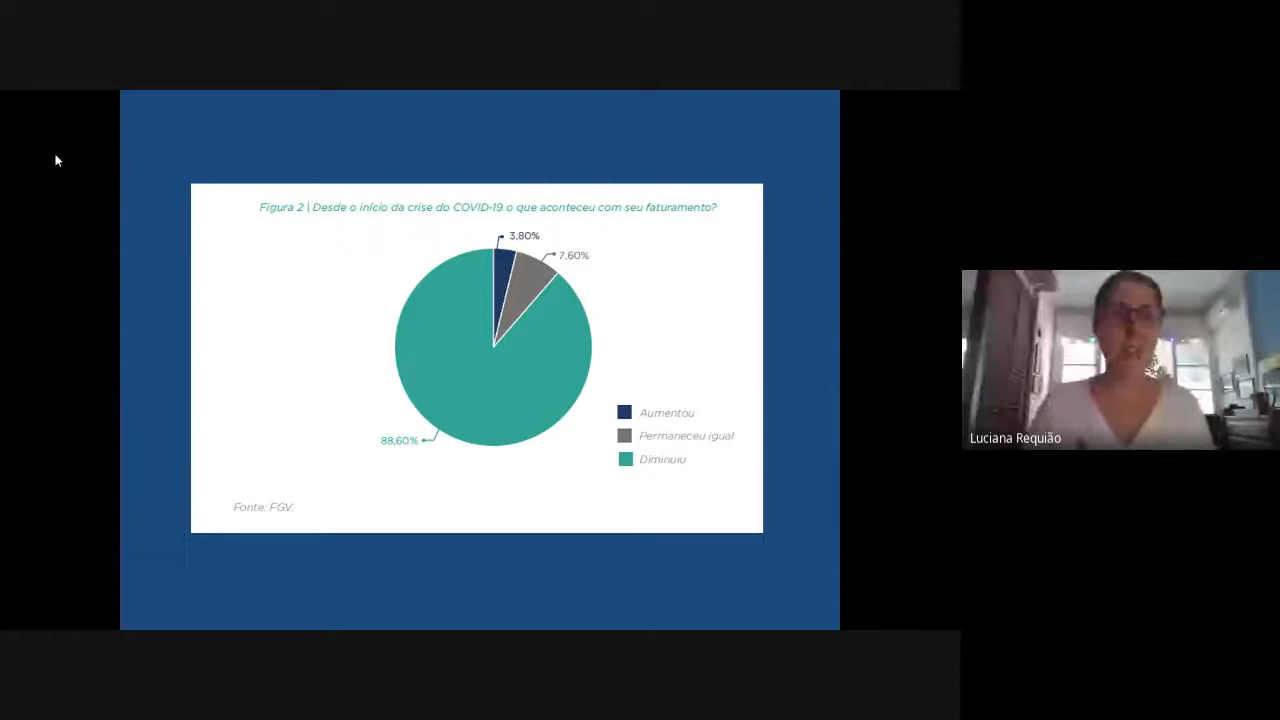 Figura 2 | Desde o início da crise do COVID-19 o que aconteceu com seu faturamento?
3,80%
7,60%
88,60%
Aumentou
Permaneceu igual
Diminuiu
Fonte: FGV.
Luciana Requião